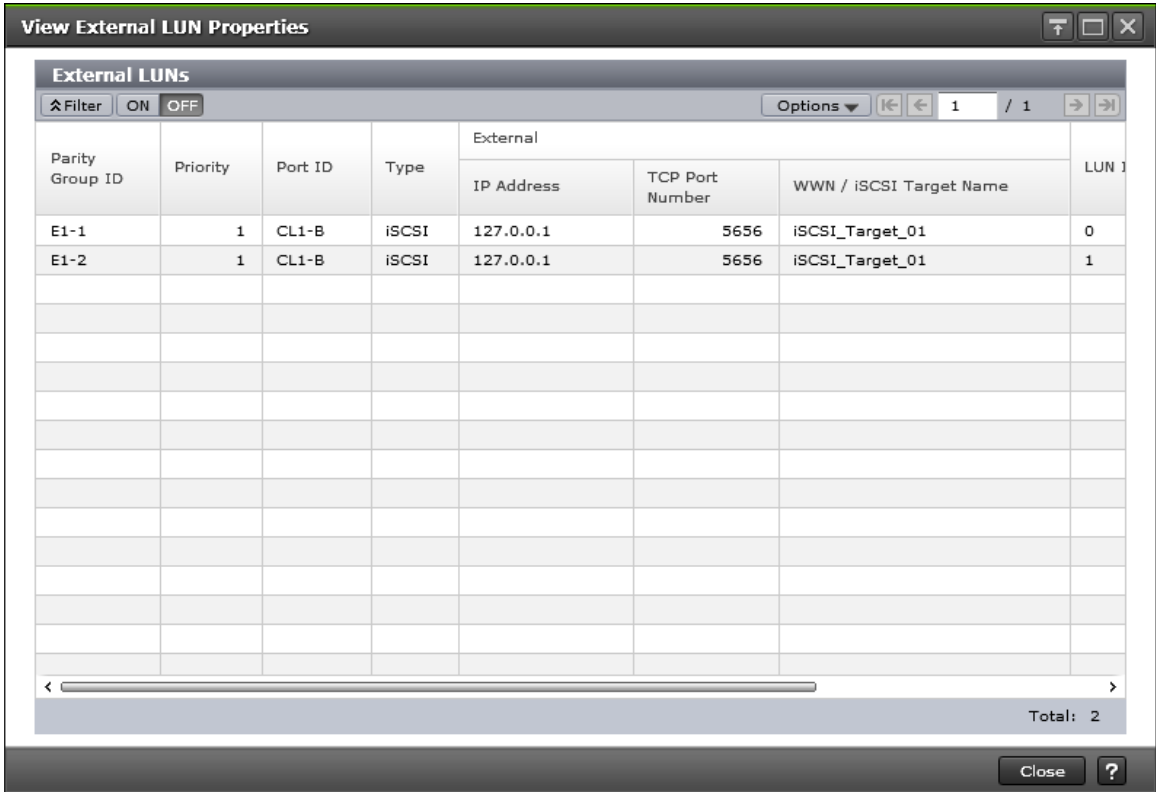 View External LUN Properties
External LUNs
Filter ON OFF Options 1 / 1
External
Parity Group ID Priority Port ID Type IP Address TCP Port Number WWN / iSCSI Target Name LUN
E1-1 1 CL1-B iSCSI 127.0.0.1 5656 iSCSI_Target_01 0
E1-2 1 CL1-B iSCSI 127.0.0.1 5656 iSCSI_Target_01 1
Total: 2
Close ?